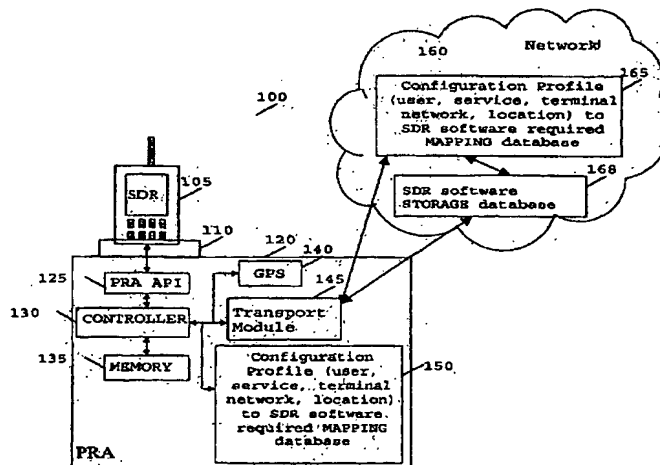 160
Network
165
Configuration Profile
(user, service, terminal
network, location) to
SDR software required
MAPPING database
100
168
SDR software
STORAGE database
SDR
105
110
120
140
125
PRA API
GPS
145
130
CONTROLLER
Transport
Module
135
MEMORY
150
Configuration
Profile (user,
service, terminal
network, location)
to SDR software
required MAPPING
database
PRA